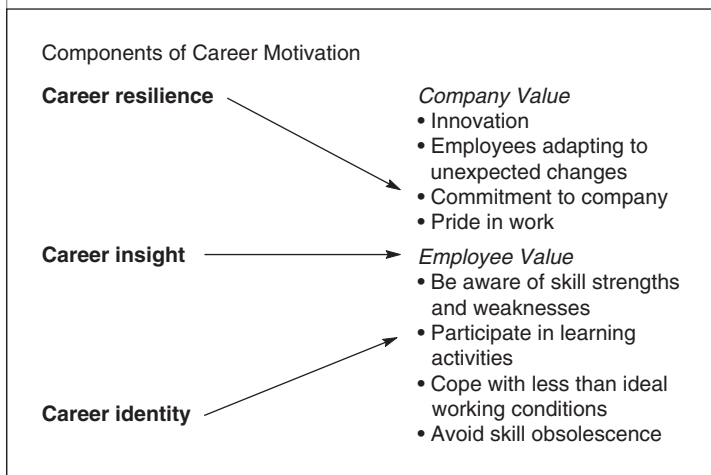 Components of Career Motivation
Career resilience
Company Value
• Innovation
• Employees adapting to
unexpected changes
• Commitment to company
• Pride in work
Career insight
Employee Value
• Be aware of skill strengths
and weaknesses
• Participate in learning
activities
• Cope with less than ideal
working conditions
• Avoid skill obsolescence
Career identity